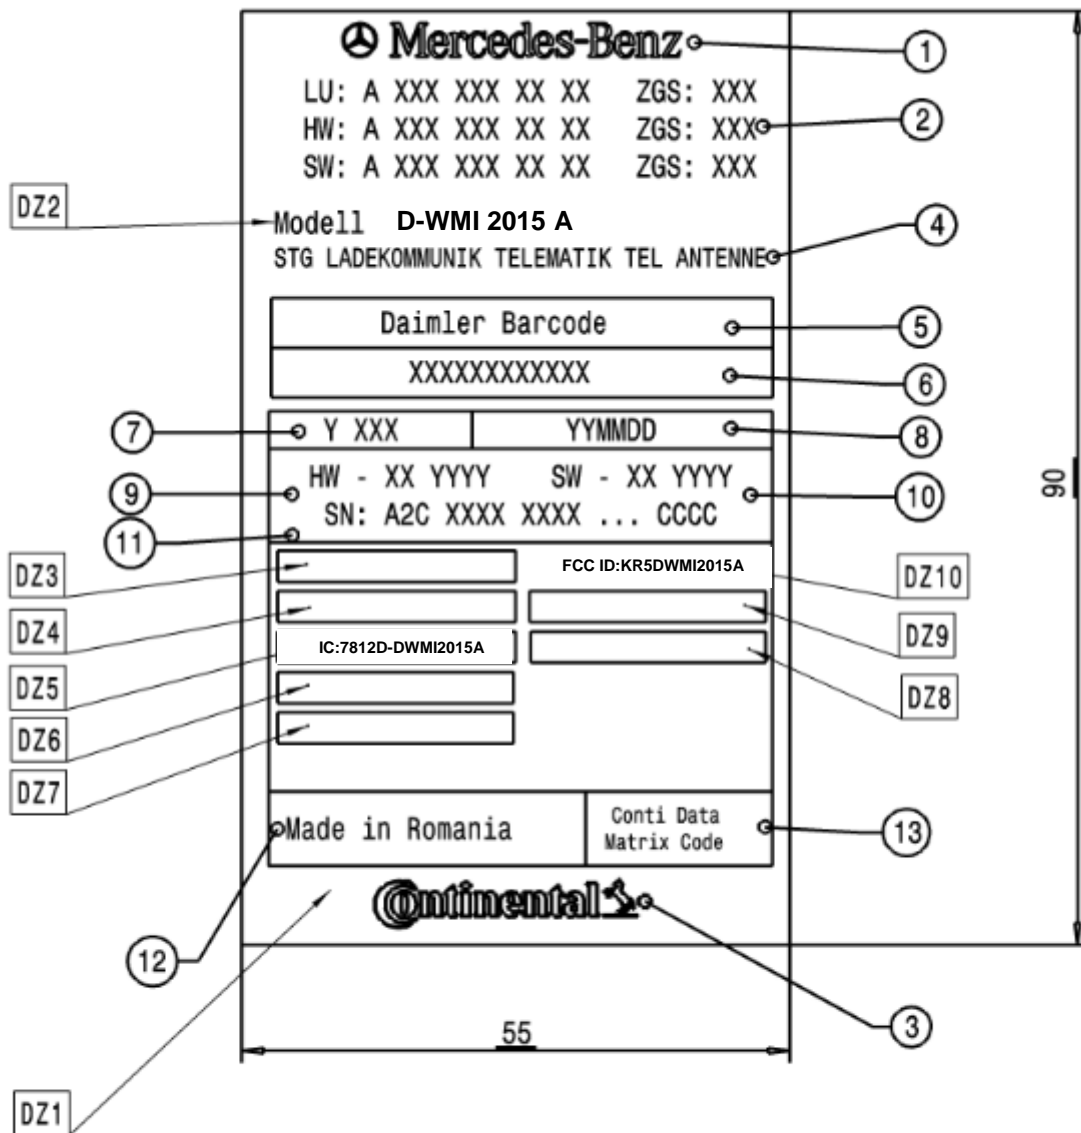 Mercedes-Benz
1
LU: A XXX XXX XX XX ZGS: XXX
HW: A XXX XXX XX XX ZGS: XXX
2
SW: A XXX XXX XX XX ZGS: XXX
DZ2
Modell D-WMI 2015 A
4
STG LADEKOMMUNIK TELEMATIK TEL ANTENNE
Daimler Barcode
5
XXXXXXXXXXXX
6
7
Y XXX YYMMDD
8
90
HW - XX YYYY SW - XX YYYY
9
10
SN: A2C XXXX XXXX ... CCCC
11
DZ3
FCC ID:KR5DWMI2015A
DZ10
DZ4
DZ9
IC:7812D-DWMI2015A
DZ5
DZ8
DZ6
DZ7
Made in Romania
Conti Data
Matrix Code
13
Continental
12
3
55
DZ1